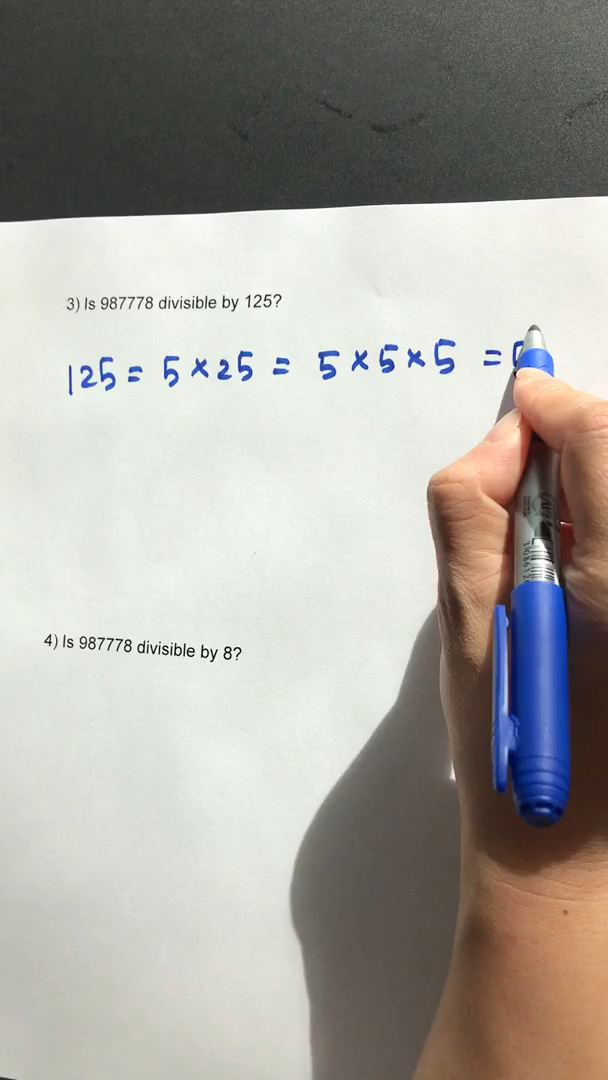 3) Is 987778 divisible by 125?
125 = 5 × 25 = 5 × 5 × 5 =
4) Is 987778 divisible by 8?